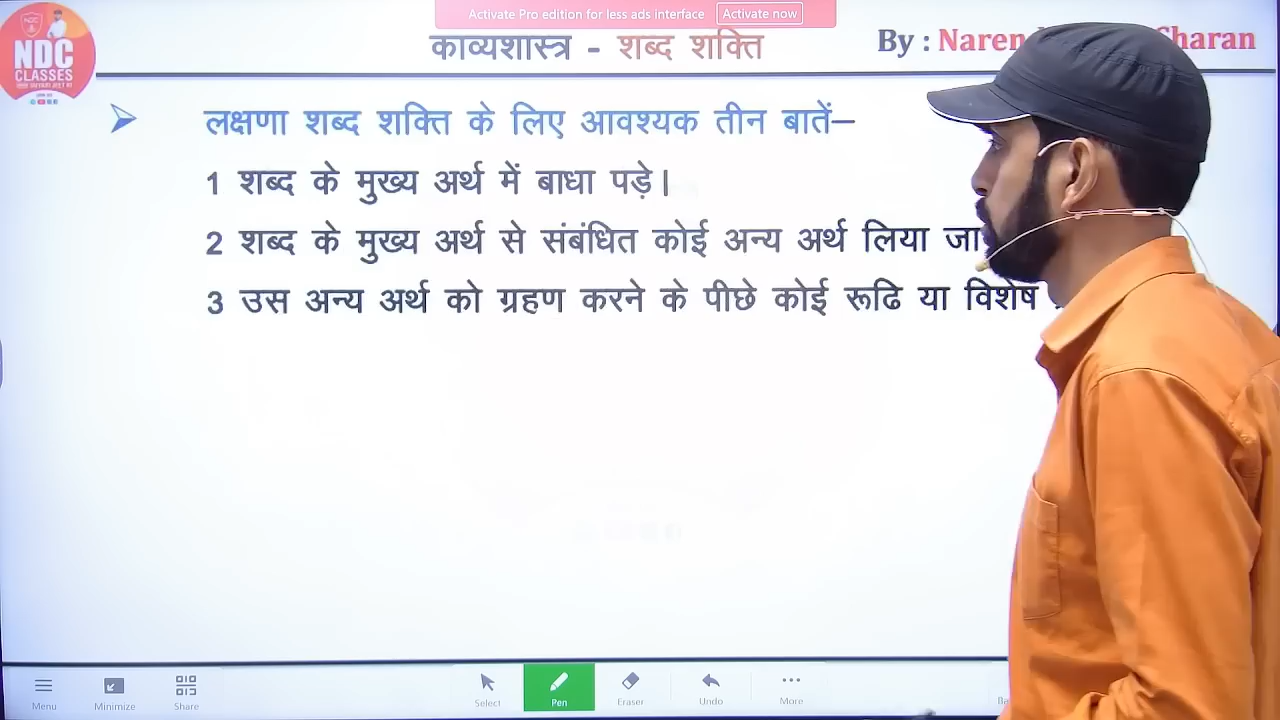 Activate Pro edition for less ads interface Activate now
NDC
CLASSES
काव्यशास्त्र - शब्द शक्ति
By : Sharan
लक्षणा शब्द शक्ति के लिए आवश्यक तीन बातें–
1 शब्द के मुख्य अर्थ में बाधा पड़े।
2 शब्द के मुख्य अर्थ से संबंधित कोई अन्य अर्थ लिया
3 उस अन्य अर्थ को ग्रहण करने के पीछे कोई रूढि या विशेष
Menu Minimize Share Select Pen Eraser Undo More